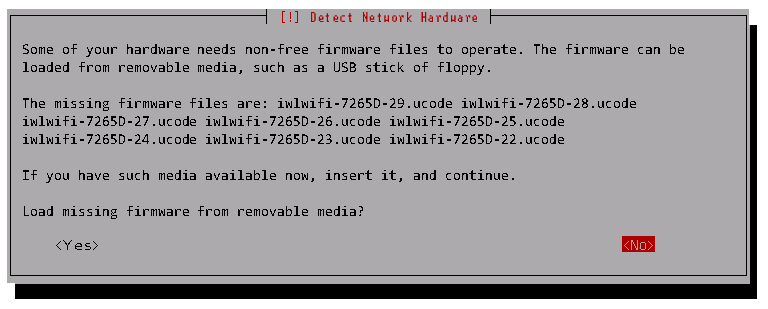 [!] Detect Network Hardware
Some of your hardware needs non-free firmware files to operate. The firmware can be
loaded from removable media, such as a USB stick of floppy.
The missing firmware files are: iwlwifi-7265D-29.ucode iwlwifi-7265D-28.ucode
iwlwifi-7265D-27.ucode iwlwifi-7265D-26.ucode iwlwifi-7265D-25.ucode
iwlwifi-7265D-24.ucode iwlwifi-7265D-23.ucode iwlwifi-7265D-22.ucode
If you have such media available now, insert it, and continue.
Load missing firmware from removable media?
<Yes> <No>